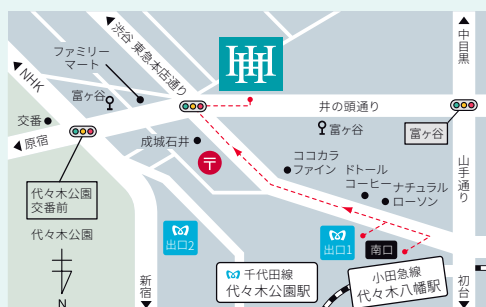 渋谷 東急本店通り
中目黒
ファミリー
マート
NHK
富ヶ谷
井の頭通り
富ヶ谷
富ヶ谷
交番
原宿
成城石井
〒
ココカラ
ファイン
ドトール
コーヒー
ナチュラル
ローソン
山手通り
代々木公園
交番前
代々木公園
出口2
出口1
南口
千代田線
代々木公園駅
小田急線
代々木八幡駅
新宿
初台
N